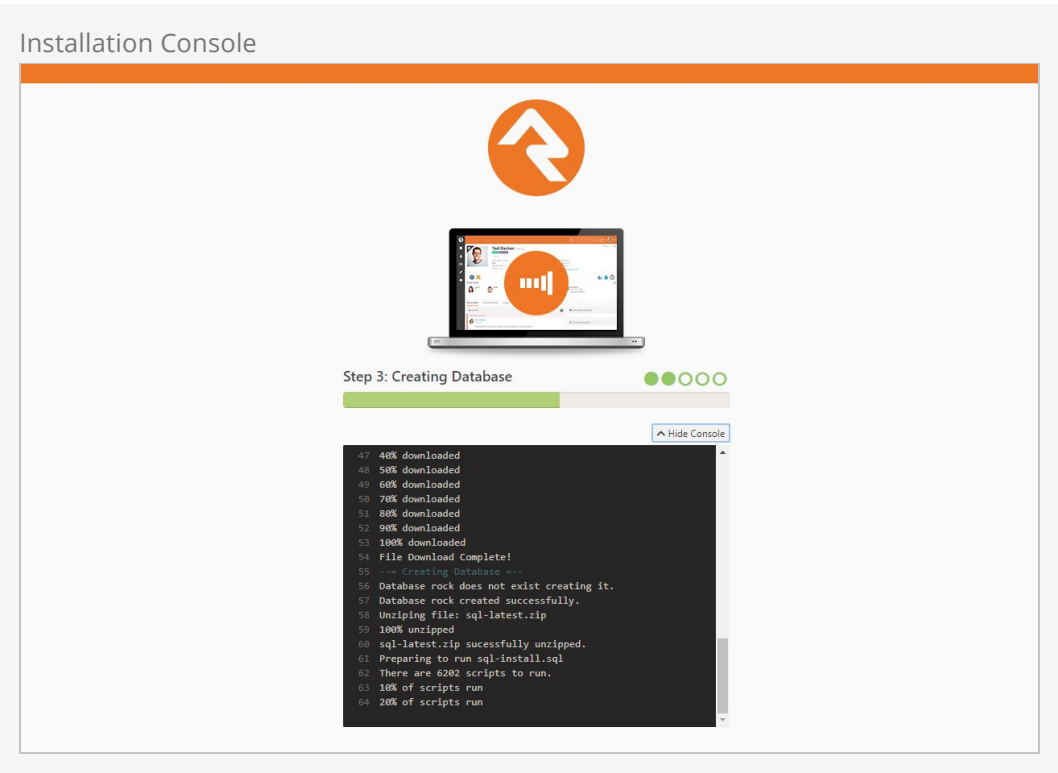 Installation Console
Ted Decker
Step 3: Creating Database
Hide Console
47 40% downloaded
48 50% downloaded
49 60% downloaded
50 70% downloaded
51 80% downloaded
52 90% downloaded
53 100% downloaded
54 File Download Complete!
55 --= Creating Database =--
56 Database rock does not exist creating it.
57 Database rock created successfully.
58 Unziping file: sql-latest.zip
59 100% unzipped
60 sql-latest.zip sucessfully unzipped.
61 Preparing to run sql-install.sql
62 There are 6202 scripts to run.
63 10% of scripts run
64 20% of scripts run